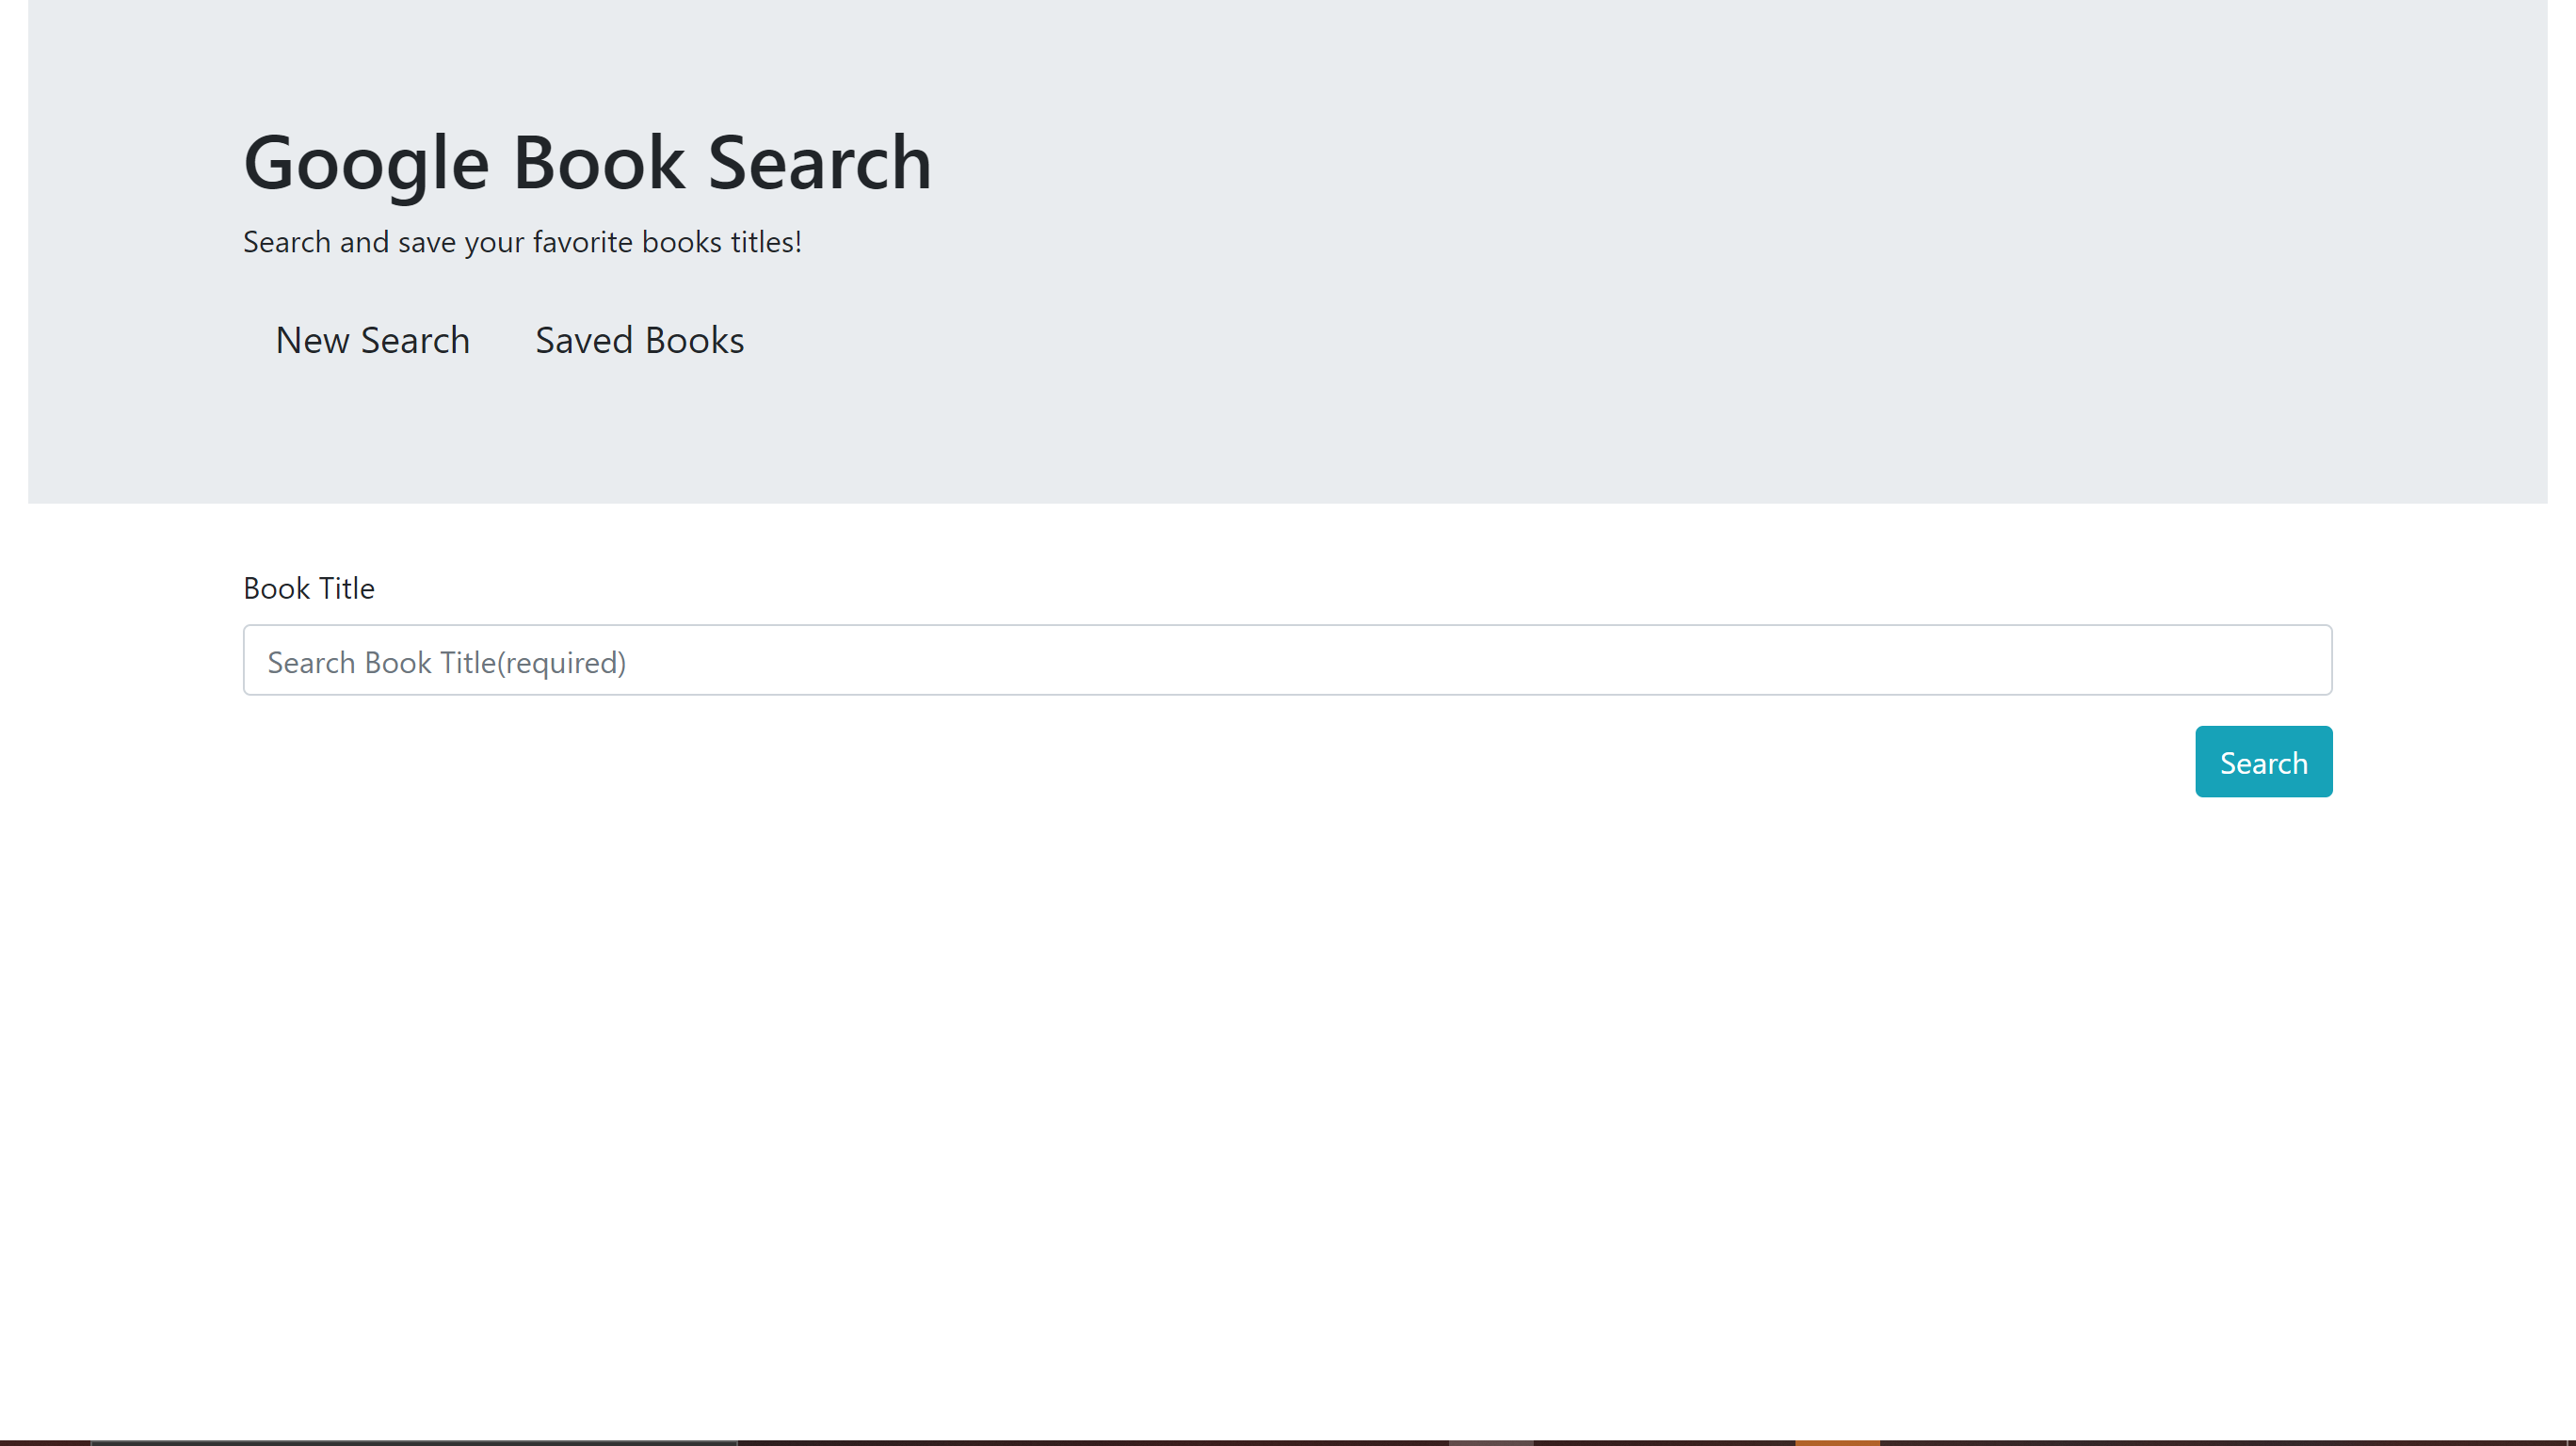 Google Book Search
Search and save your favorite books titles!
New Search Saved Books
Book Title
Search Book Title(required)
Search